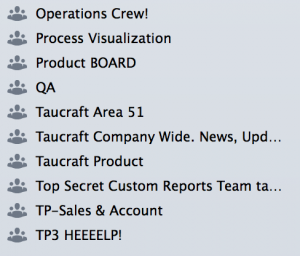 Operations Crew!
Process Visualization
Product BOARD
QA
Taucraft Area 51
Taucraft Company Wide. News, Upd...
Taucraft Product
Top Secret Custom Reports Team ta...
TP-Sales & Account
TP3 HEEEELP!